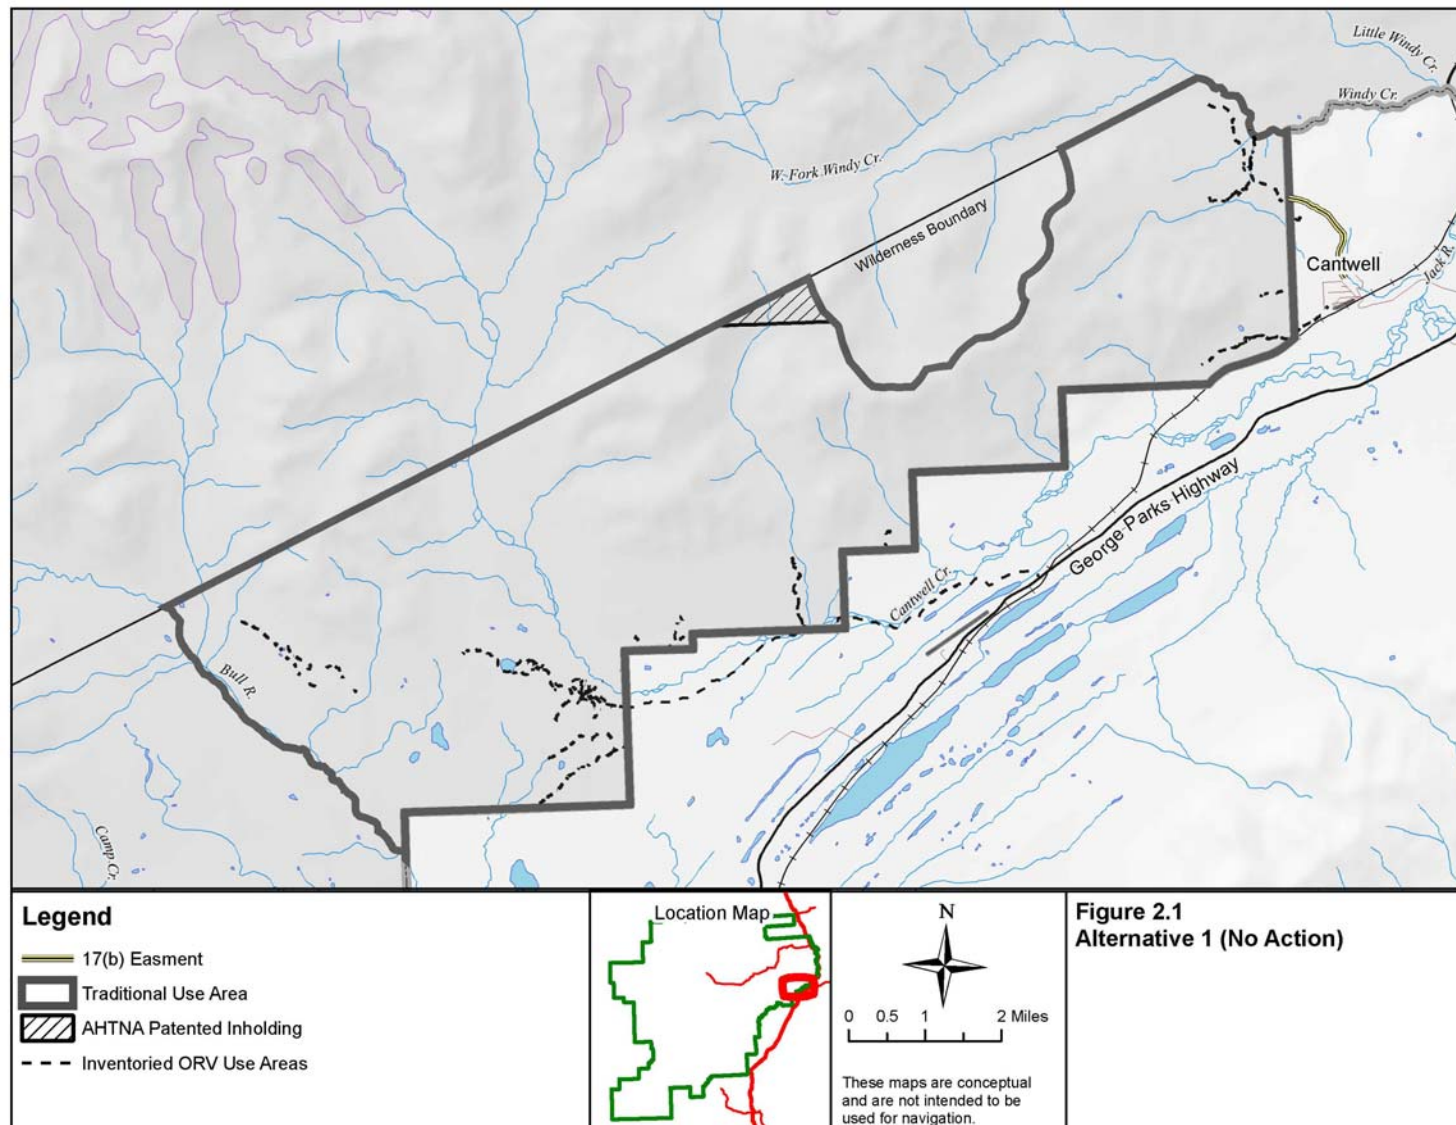 Little Windy Cr.
Windy Cr.
W. Fork Windy Cr.
Wilderness Boundary
Cantwell
Jack R.
George Parks Highway
Cantwell Cr.
Bull R.
Camp Cr.
Legend
17(b) Easment
Traditional Use Area
AHTNA Patented Inholding
Inventoried ORV Use Areas
Location Map
N
0 0.5 1 2 Miles
These maps are conceptual
and are not intended to be
used for navigation.
Figure 2.1
Alternative 1 (No Action)